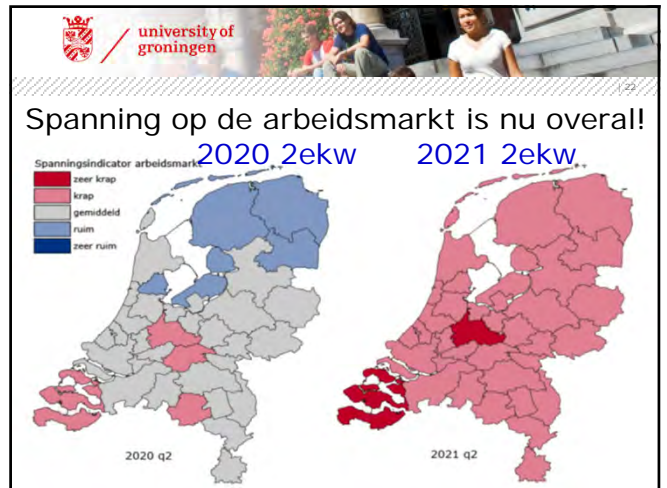 university of
groningen
| 22
Spanning op de arbeidsmarkt is nu overal!
2020 2ekw
2021 2ekw
Spanningsindicator arbeidsmarkt
zeer krap
krap
gemiddeld
ruim
zeer ruim
2020 q2
2021 q2